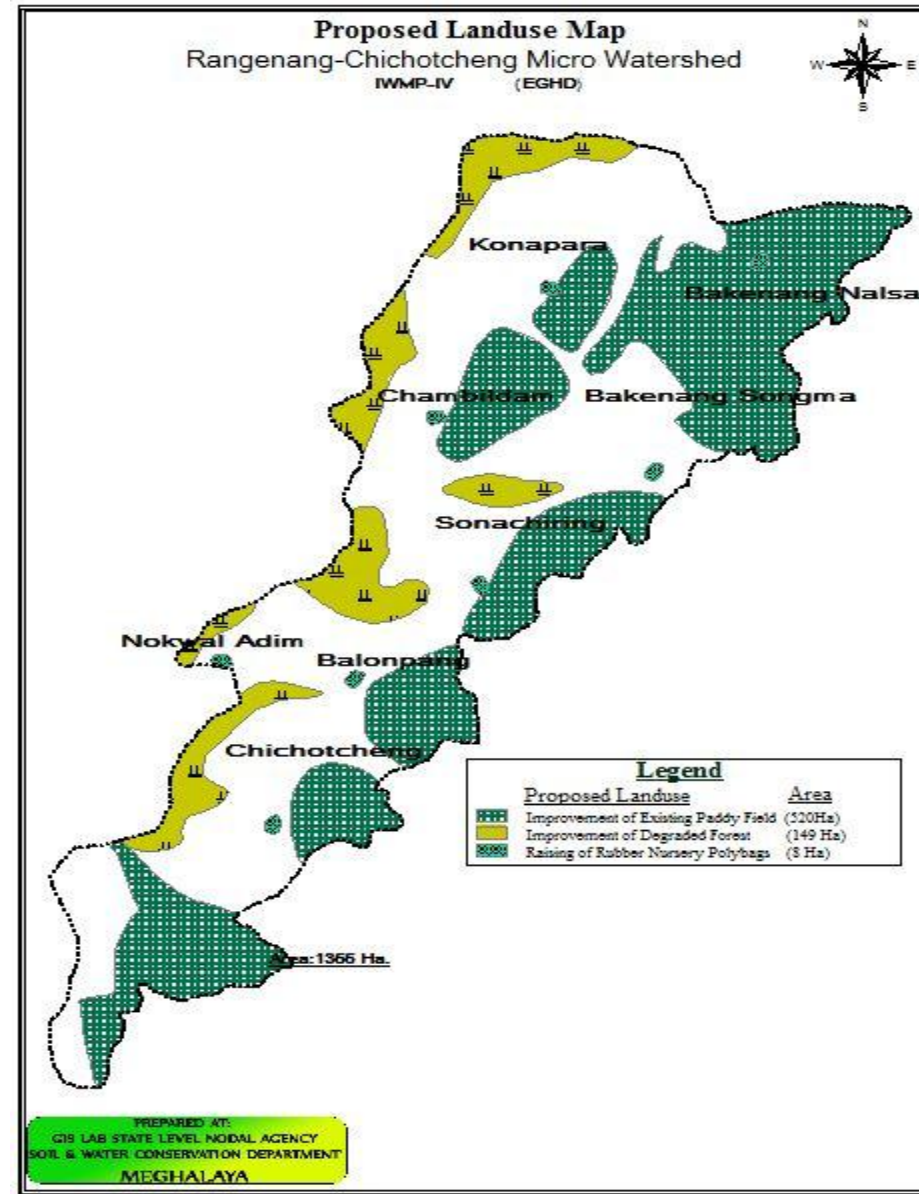 Proposed Landuse Map
Rangenang-Chichotcheng Micro Watershed
IWMP-IV (EGHD)
N
W E
S
Konapara
Bakenang Nalsa
Chambildam
Bakenang Songma
Sonachiring
Nokwal Adim
Balonpang
Chichotcheng
Legend
Proposed Landuse Area
Improvement of Existing Paddy Field (520Ha)
Improvement of Degraded Forest (149 Ha)
Raising of Rubber Nursery Polybags (8 Ha)
Area:1366 Ha.
PREPARED AT:
GIS LAB STATE LEVEL NODAL AGENCY
SOIL & WATER CONSERVATION DEPARTMENT
MEGHALAYA